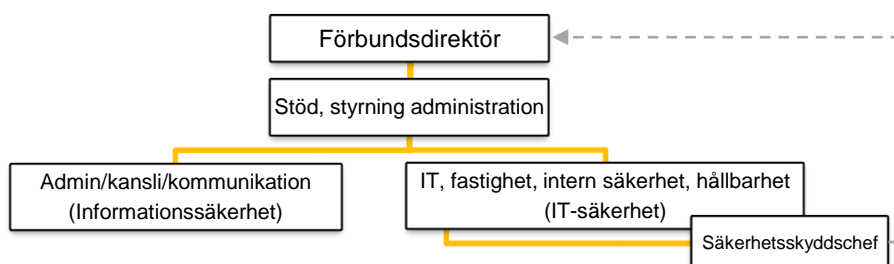 Förbundsdirektör
Stöd, styrning administration
Admin/kansli/kommunikation
(Informationssäkerhet)
IT, fastighet, intern säkerhet, hållbarhet
(IT-säkerhet)
Säkerhetsskyddschef